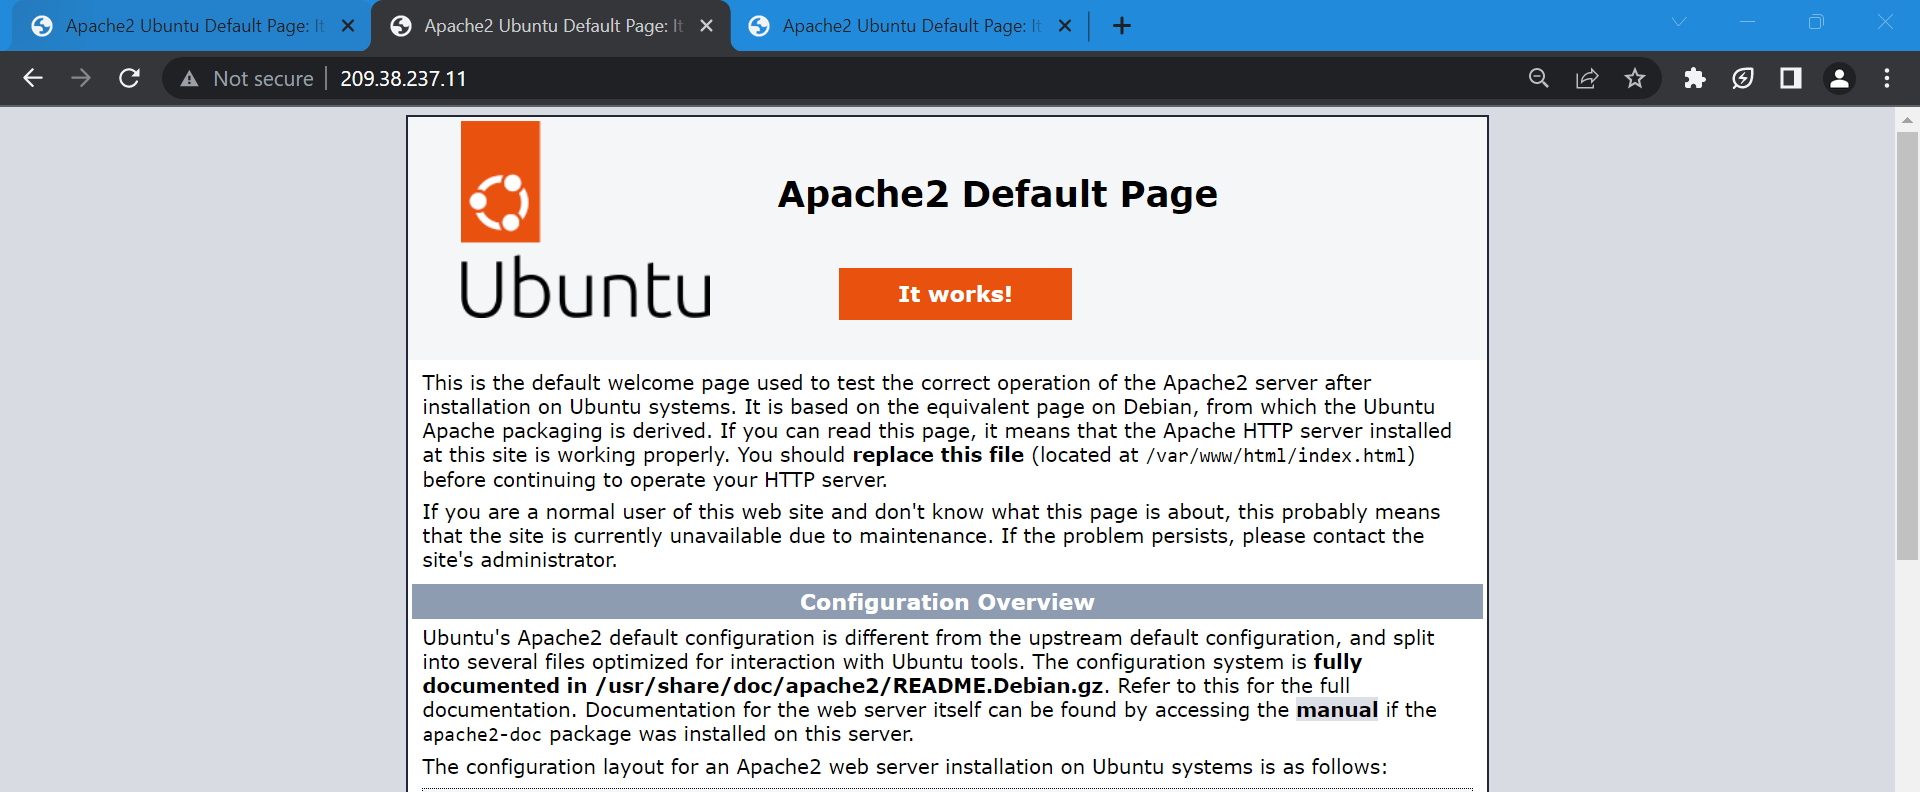 Apache2 Ubuntu Default Page: It
Apache2 Ubuntu Default Page: It
Apache2 Ubuntu Default Page: It
Not secure
209.38.237.11
Apache2 Default Page
Ubuntu
It works!
This is the default welcome page used to test the correct operation of the Apache2 server after
installation on Ubuntu systems. It is based on the equivalent page on Debian, from which the Ubuntu
Apache packaging is derived. If you can read this page, it means that the Apache HTTP server installed
at this site is working properly. You should replace this file (located at /var/www/html/index.html)
before continuing to operate your HTTP server.
If you are a normal user of this web site and don't know what this page is about, this probably means
that the site is currently unavailable due to maintenance. If the problem persists, please contact the
site's administrator.
Configuration Overview
Ubuntu's Apache2 default configuration is different from the upstream default configuration, and split
into several files optimized for interaction with Ubuntu tools. The configuration system is fully
documented in /usr/share/doc/apache2/README.Debian.gz. Refer to this for the full
documentation. Documentation for the web server itself can be found by accessing the manual if the
apache2-doc package was installed on this server.
The configuration layout for an Apache2 web server installation on Ubuntu systems is as follows: